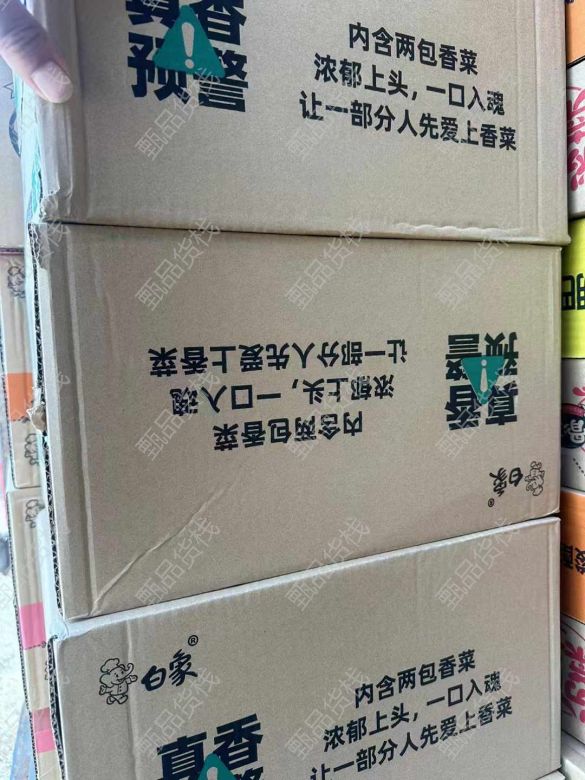 真香
预警
内含两包香菜
浓郁上头，一口入魂
让一部分人先爱上香菜
真香
预警
内含两包香菜
浓郁上头，一口入魂
让一部分人先爱上香菜
白象®
白象®
真香
内含两包香菜
浓郁上头，一口入魂
让一部分人先爱上香菜
肥
甄品货栈